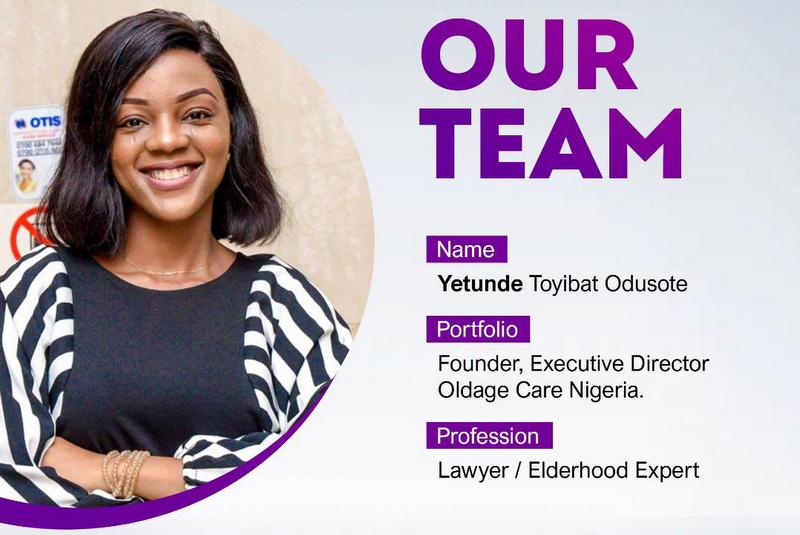 OUR
TEAM
OTIS
Name
Yetunde Toyibat Odusote
Portfolio
Founder, Executive Director
Oldage Care Nigeria.
Profession
Lawyer / Elderhood Expert